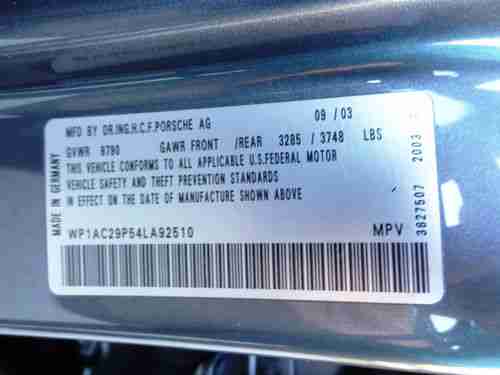 MFD BY DR.ING.H.C.F.PORSCHE AG 09 / 03
GVWR 6790 GAWR FRONT /REAR 3285 / 3748 LBS
THIS VEHICLE CONFORMS TO ALL APPLICABLE U.S.FEDERAL MOTOR
VEHICLE SAFETY AND THEFT PREVENTION STANDARDS
IN EFFECT ON THE DATE OF MANUFACTURE SHOWN ABOVE
WP1AC29P54LA92510 MPV
MADE IN GERMANY
3627507 2003